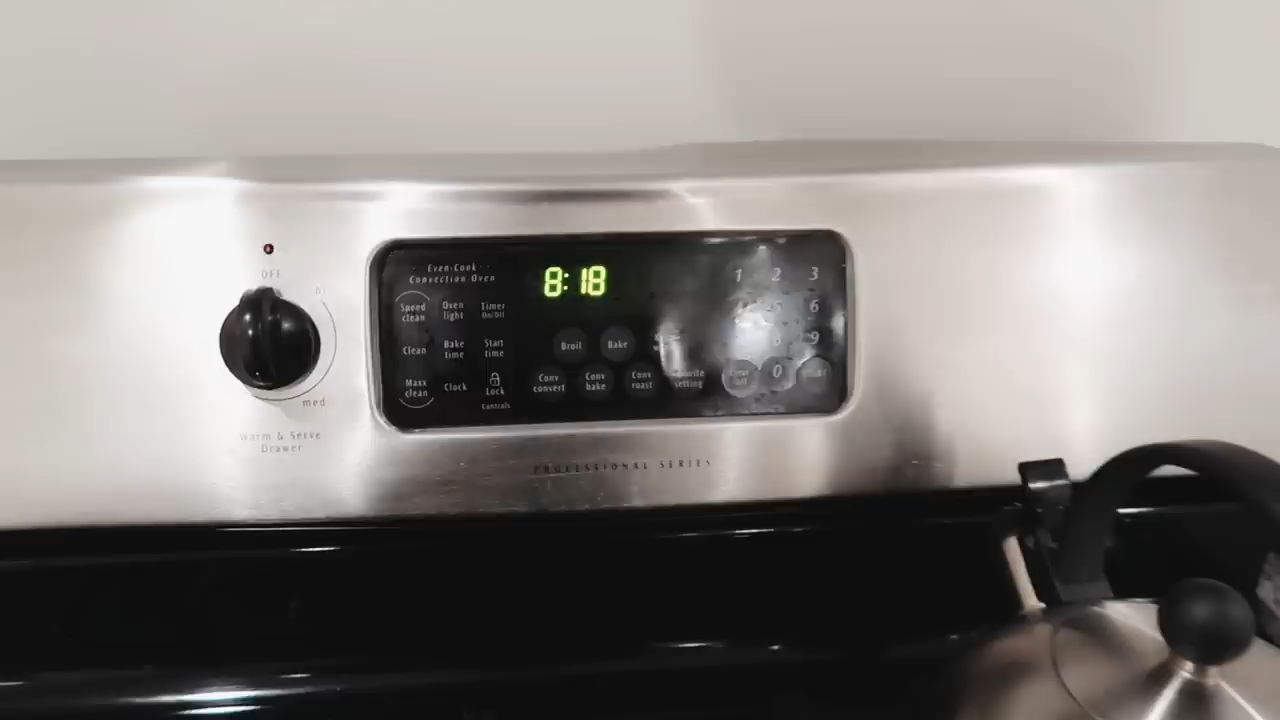 Even-Cook
Convection Oven
8:18
1 2 3
OFF
hi
Speed clean
Oven light
Timer On/Off
6
Clean
Bake time
Start time
Broil
Bake
9
Maxx clean
Clock
Lock
Controls
Conv convert
Conv bake
Conv roast
setting
0
med
Warm & Serve
Drawer
PROFESSIONAL SERIES